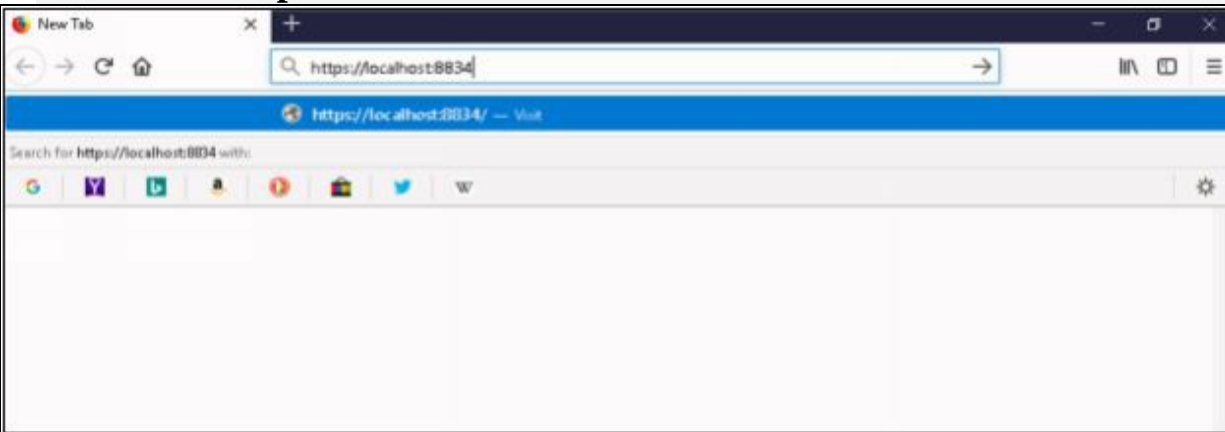 New Tab
https://localhost:8834
https://localhost:8834/ — Visit
Search for https://localhost:8834 with: